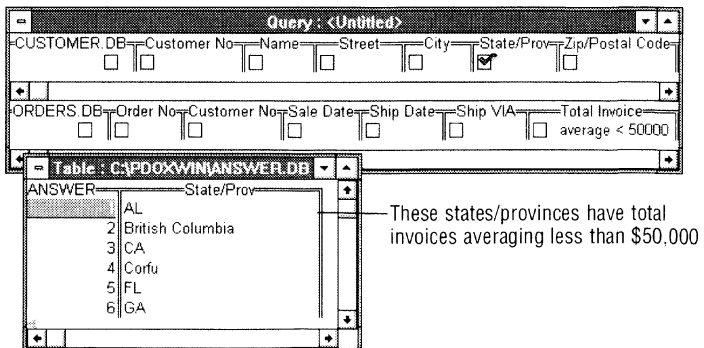 Query : <Untitled>
CUSTOMER.DB Customer No Name Street City State/Prov Zip/Postal Code
ORDERS.DB Order No Customer No Sale Date Ship Date Ship VIA Total Invoice
average < 50000
Table : C:\PDOXWIN\ANSWER.DB
ANSWER State/Prov
1 AL
2 British Columbia
3 CA
4 Corfu
5 FL
6 GA
These states/provinces have total
invoices averaging less than $50,000